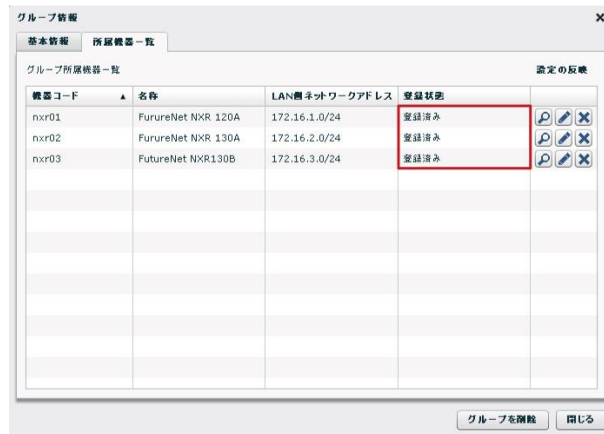 グループ情報
基本情報 所属機器一覧
グループ所属機器一覧 設定の反映
機器コード ▲ 名称 LAN側ネットワークアドレス 登録状態
nxr01 FurureNet NXR 120A 172.16.1.0/24 登録済み
nxr02 FurureNet NXR 130A 172.16.2.0/24 登録済み
nxr03 FutureNet NXR130B 172.16.3.0/24 登録済み
グループを削除 閉じる